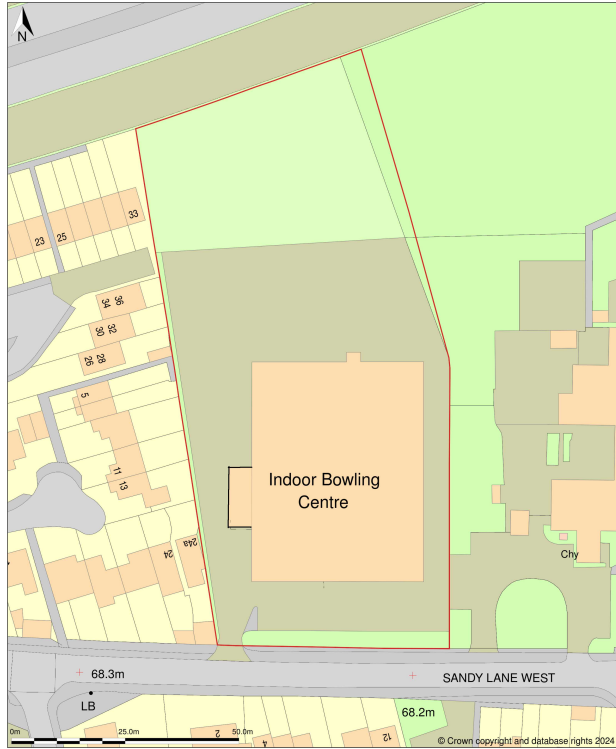 N
33
25
23
36
34
32
30
28
26
5
11
13
24
24a
Indoor Bowling
Centre
Chy
68.3m
SANDY LANE WEST
LB
68.2m
2
4
12
0m
25.0m
50.0m
© Crown copyright and database rights 2024